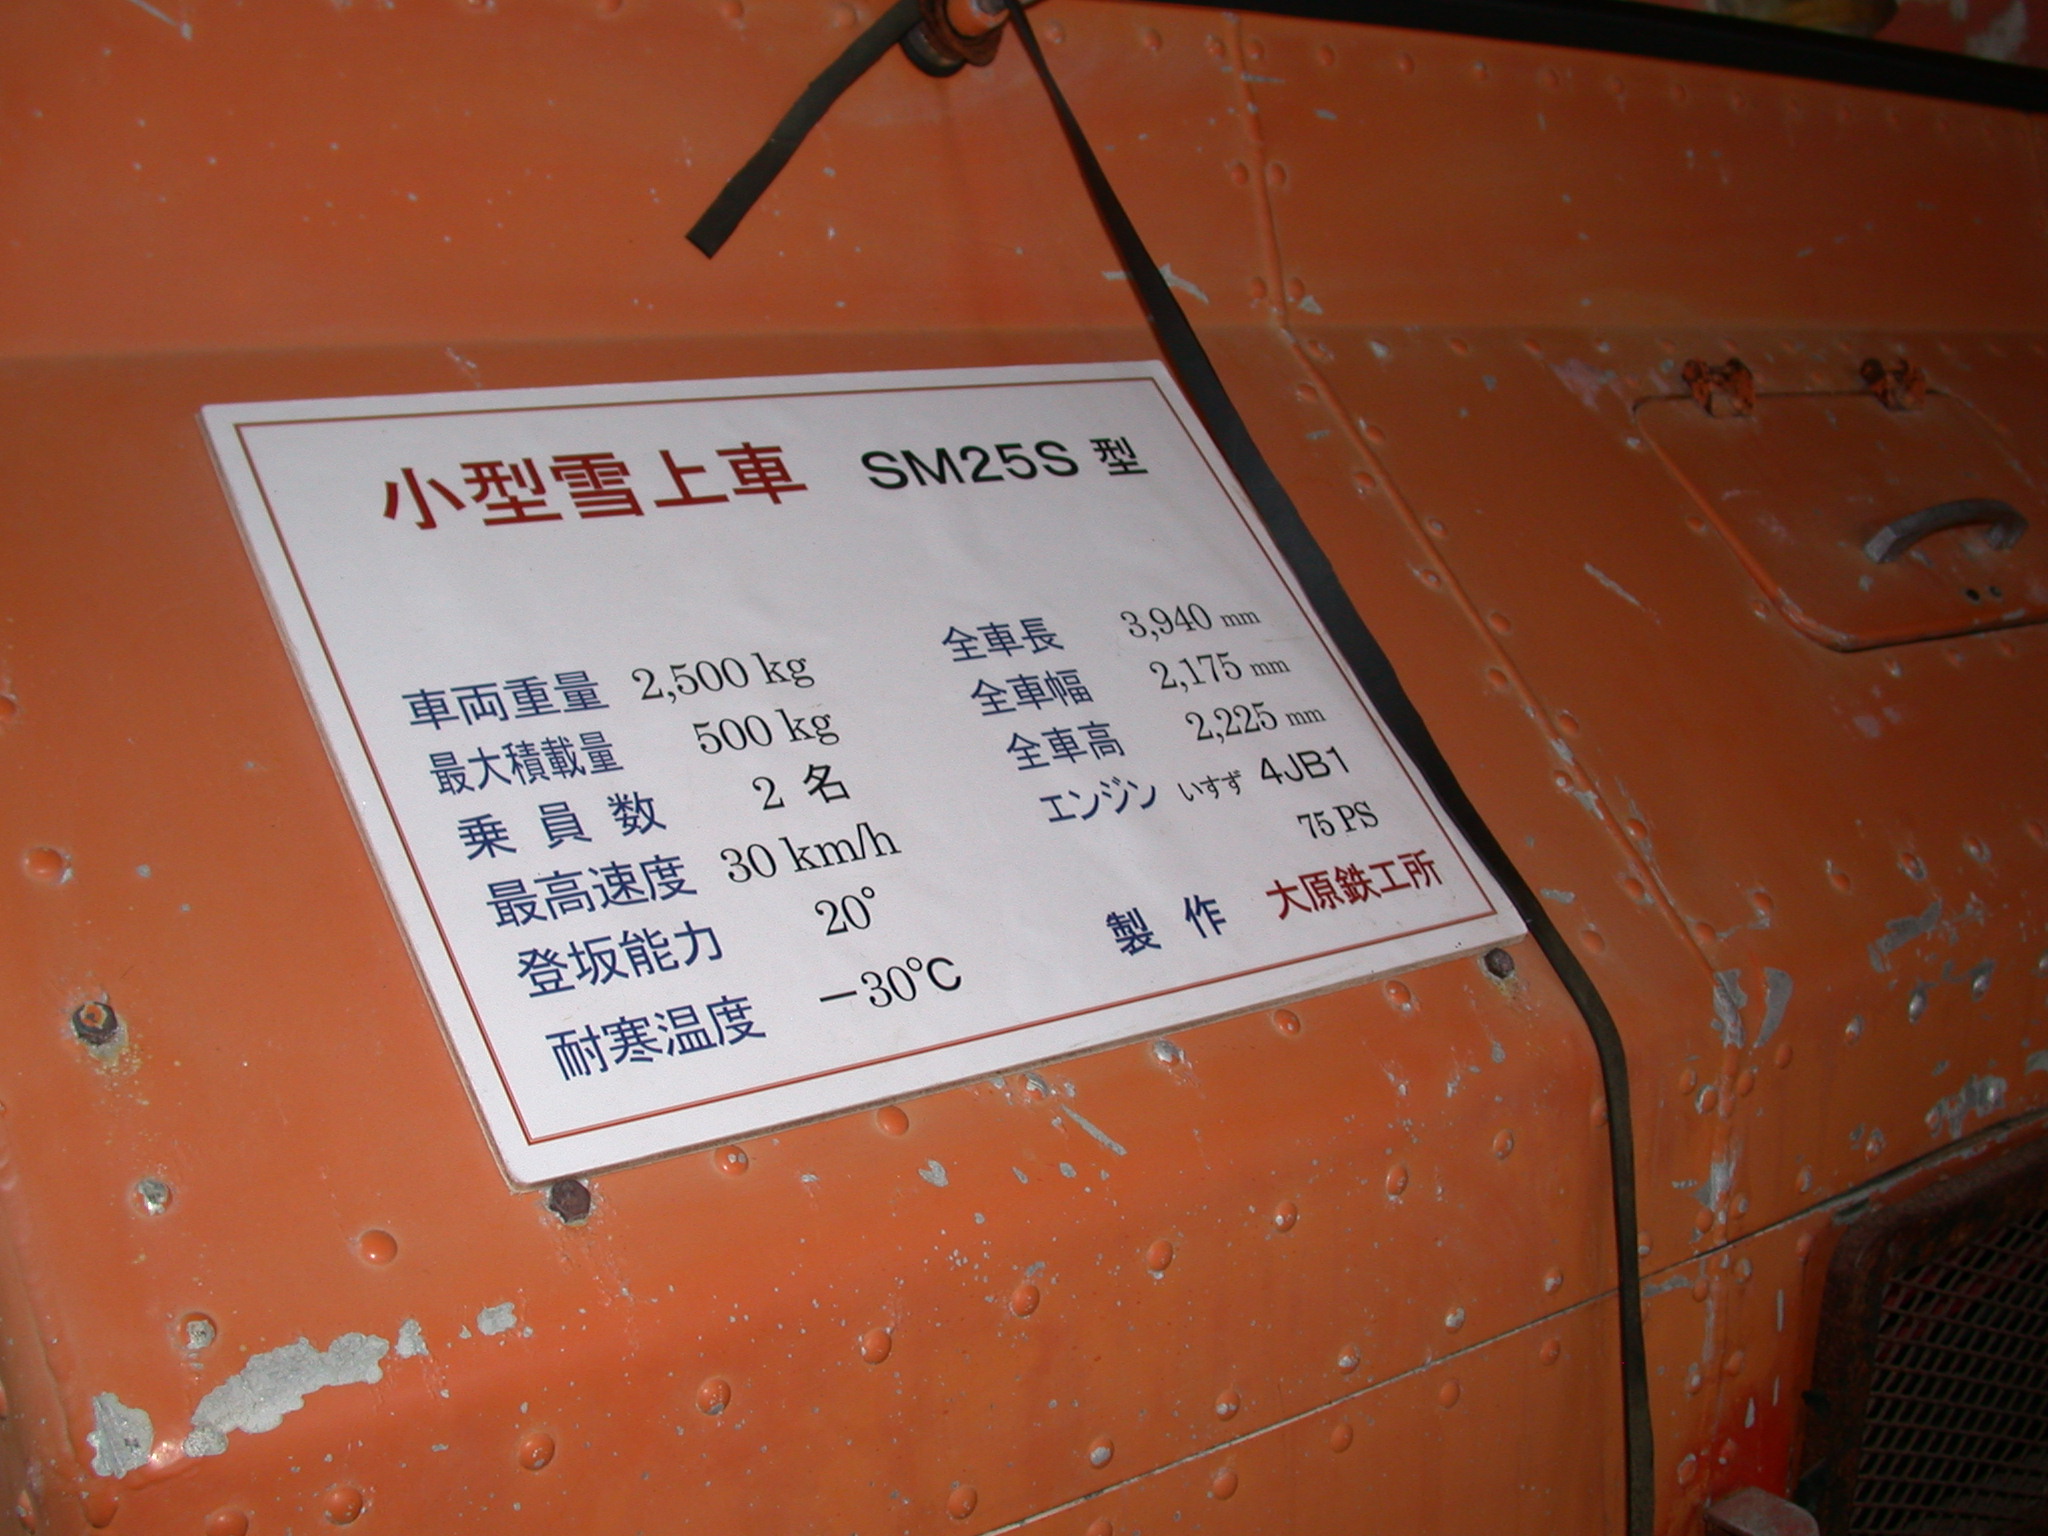 小型雪上車 SM25S 型
車両重量 2,500 kg
最大積載量 500 kg
乗員数 2 名
最高速度 30 km/h
登坂能力 20°
耐寒温度 −30℃
全車長 3,940 mm
全車幅 2,175 mm
全車高 2,225 mm
エンジン いすず 4JB1
75 PS
製作 大原鉄工所